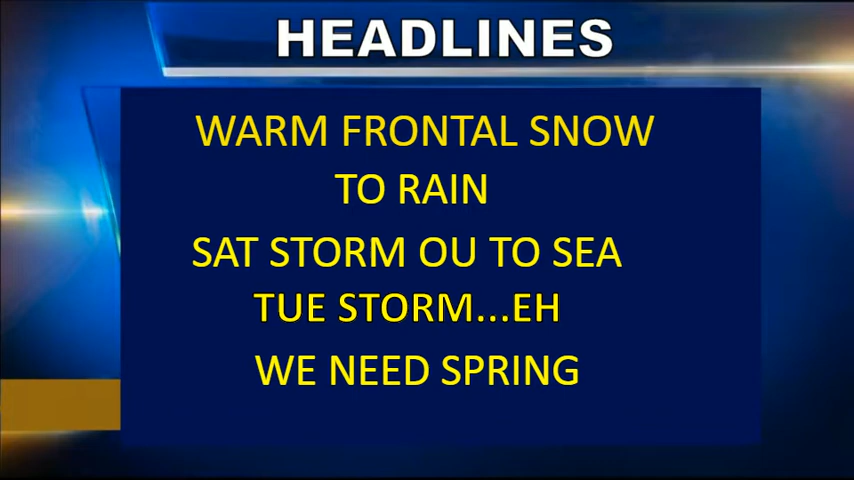 HEADLINES
WARM FRONTAL SNOW
TO RAIN
SAT STORM OU TO SEA
TUE STORM...EH
WE NEED SPRING